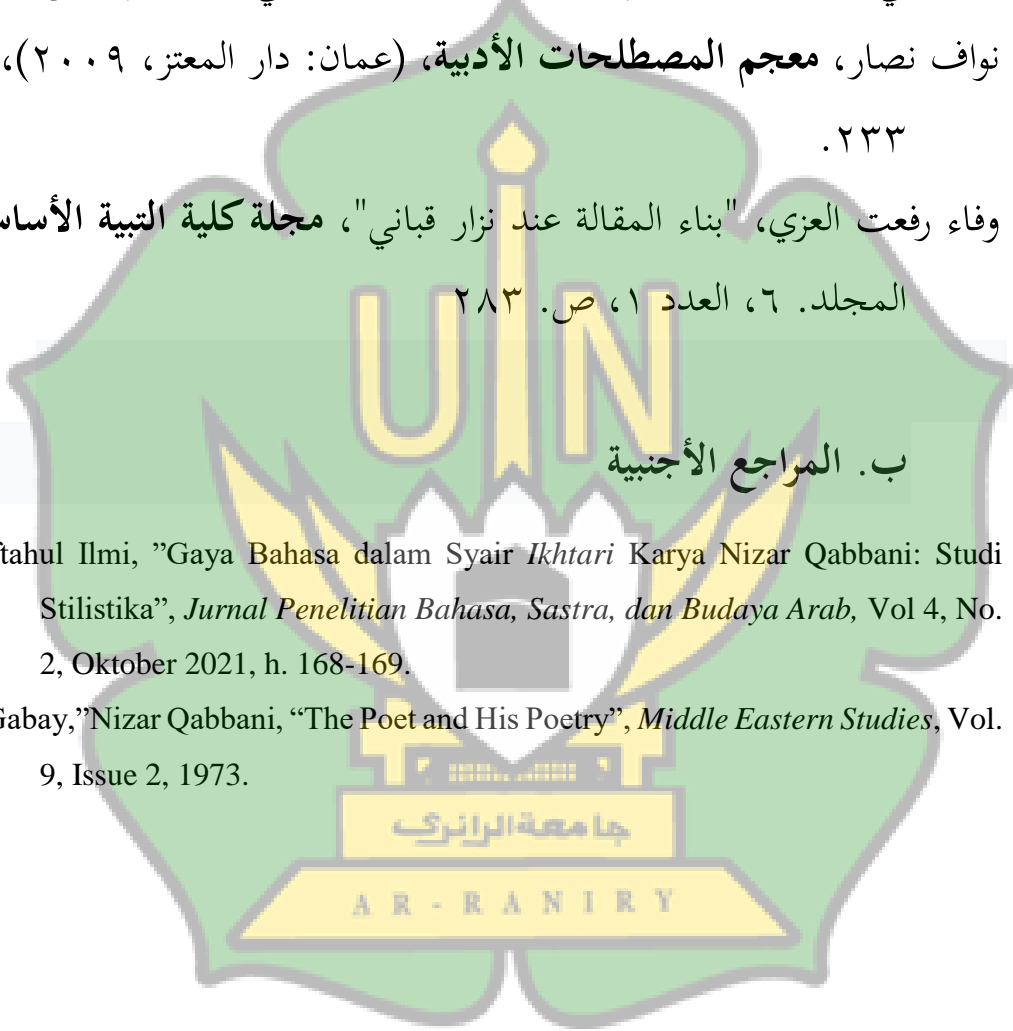 نواف نصار، معجم المصطلحات الأدبية، (عمان: دار المعتز، ٢٠٠٩)،
٢٣٣.
وفاء رفعت العزي، "بناء المقالة عند نزار قباني"، مجلة كلية التبية
المجلد. ٦، العدد ١، ص. ٢٨٣
ب. المراجع الأجنبية
tahul Ilmi, ”Gaya Bahasa dalam Syair Ikhtari Karya Nizar Qabbani: Studi
Stilistika”, Jurnal Penelitian Bahasa, Sastra, dan Budaya Arab, Vol 4, No.
2, Oktober 2021, h. 168-169.
Gabay,”Nizar Qabbani, “The Poet and His Poetry”, Middle Eastern Studies, Vol.
9, Issue 2, 1973.
UIN
جامعة الرانري
AR-RANIRY